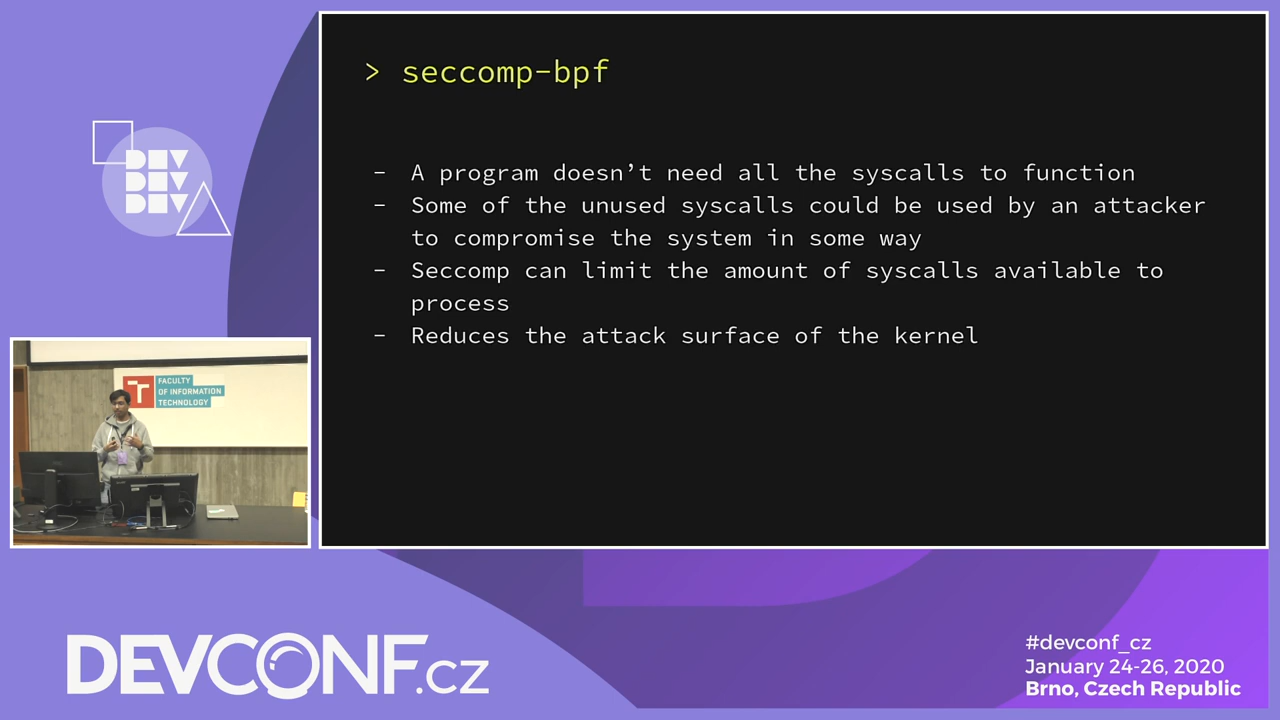 > seccomp-bpf
- A program doesn’t need all the syscalls to function
- Some of the unused syscalls could be used by an attacker
to compromise the system in some way
- Seccomp can limit the amount of syscalls available to
process
- Reduces the attack surface of the kernel
DEV
DEV
DEV
FACULTY
OF INFORMATION
TECHNOLOGY
DEVCONF.cz
#devconf_cz
January 24-26, 2020
Brno, Czech Republic